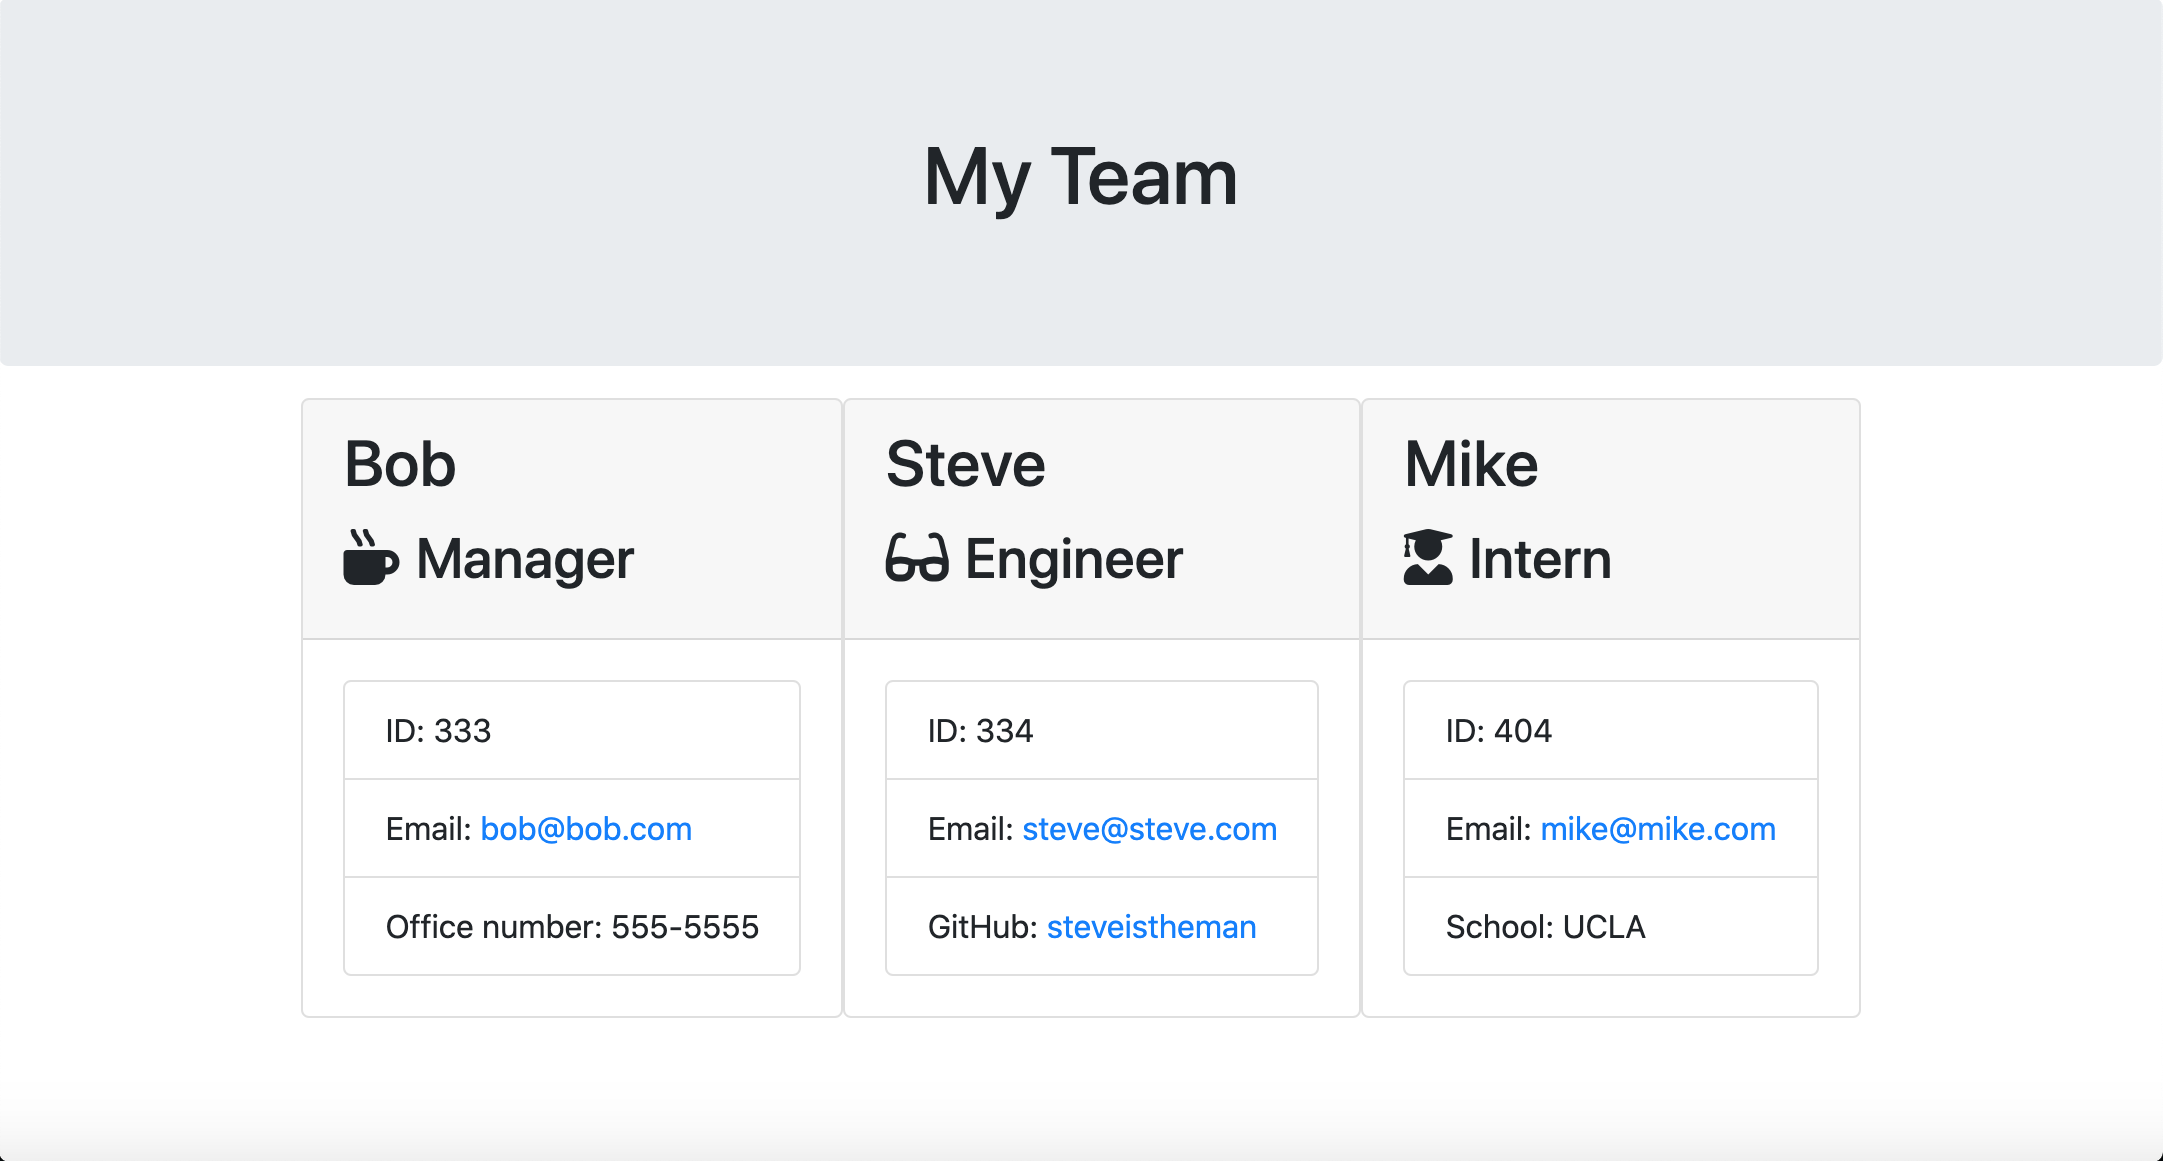 My Team
Bob
Manager
ID: 333
Email: bob@bob.com
Office number: 555-5555
Steve
Engineer
ID: 334
Email: steve@steve.com
GitHub: steveistheman
Mike
Intern
ID: 404
Email: mike@mike.com
School: UCLA